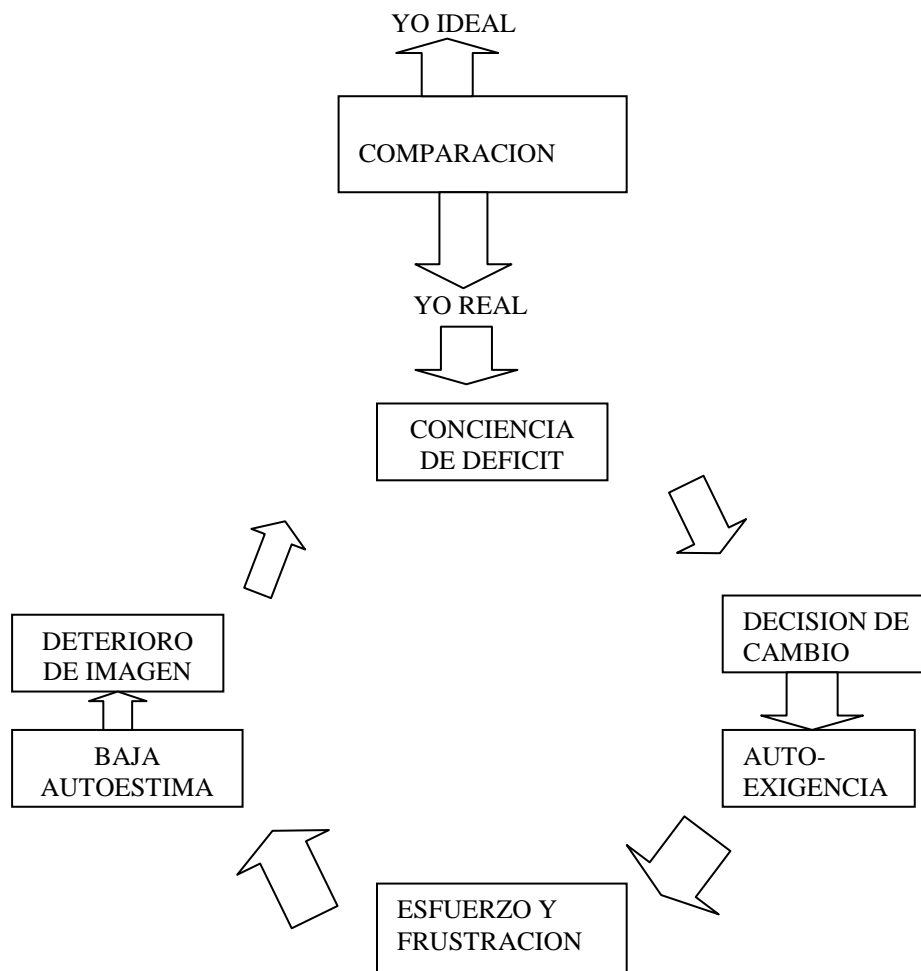 YO IDEAL
COMPARACION
YO REAL
CONCIENCIA
DE DEFICIT
DECISION DE
CAMBIO
AUTO-
EXIGENCIA
ESFUERZO Y
FRUSTRACION
BAJA
AUTOESTIMA
DETERIORO
DE IMAGEN